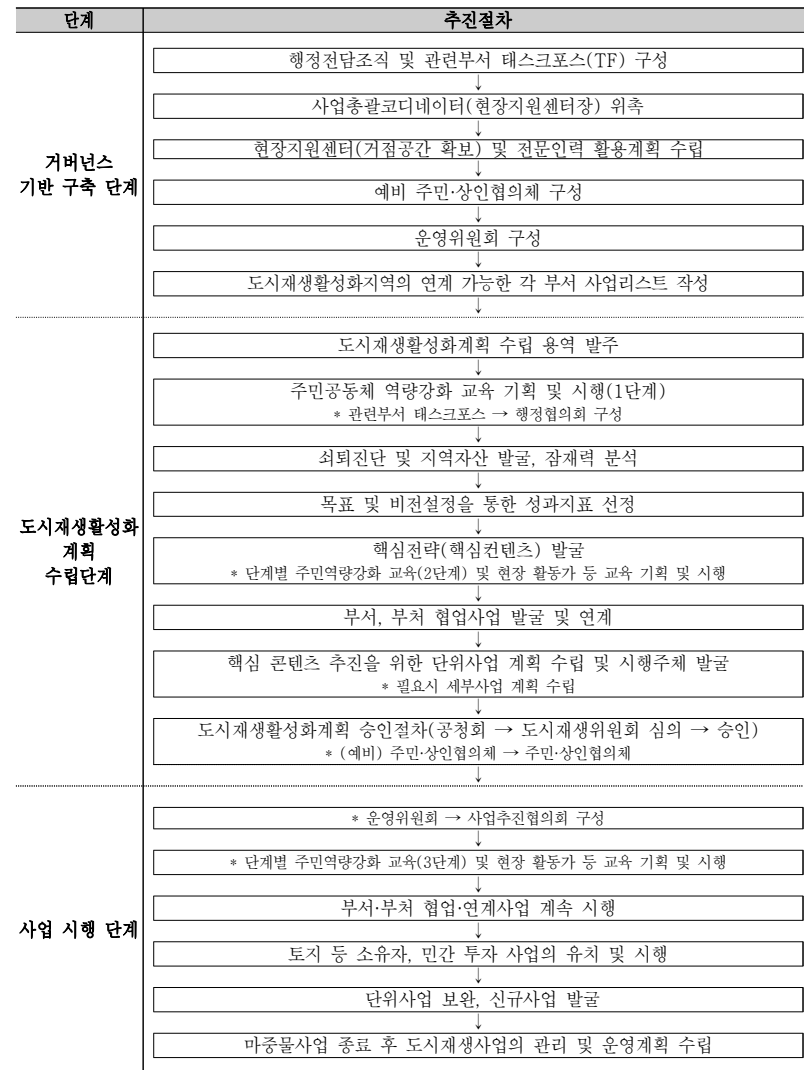 단계 추진절차
거버넌스
기반 구축 단계
행정전담조직 및 관련부서 태스크포스(TF) 구성
↓
사업총괄코디네이터(현장지원센터장) 위촉
↓
현장지원센터(거점공간 확보) 및 전문인력 활용계획 수립
↓
예비 주민·상인협의체 구성
↓
운영위원회 구성
↓
도시재생활성화지역의 연계 가능한 각 부서 사업리스트 작성
↓
도시재생활성화
계획
수립단계
도시재생활성화계획 수립 용역 발주
↓
주민공동체 역량강화 교육 기획 및 시행(1단계)
* 관련부서 태스크포스 → 행정협의회 구성
↓
쇠퇴진단 및 지역자산 발굴, 잠재력 분석
↓
목표 및 비전설정을 통한 성과지표 선정
↓
핵심전략(핵심컨텐츠) 발굴
* 단계별 주민역량강화 교육(2단계) 및 현장 활동가 등 교육 기획 및 시행
↓
부서, 부처 협업사업 발굴 및 연계
↓
핵심 콘텐츠 추진을 위한 단위사업 계획 수립 및 시행주체 발굴
* 필요시 세부사업 계획 수립
↓
도시재생활성화계획 승인절차(공청회 → 도시재생위원회 심의 → 승인)
* (예비) 주민·상인협의체 → 주민·상인협의체
↓
사업 시행 단계
* 운영위원회 → 사업추진협의회 구성
↓
* 단계별 주민역량강화 교육(3단계) 및 현장 활동가 등 교육 기획 및 시행
↓
부서·부처 협업·연계사업 계속 시행
↓
토지 등 소유자, 민간 투자 사업의 유치 및 시행
↓
단위사업 보완, 신규사업 발굴
↓
마중물사업 종료 후 도시재생사업의 관리 및 운영계획 수립